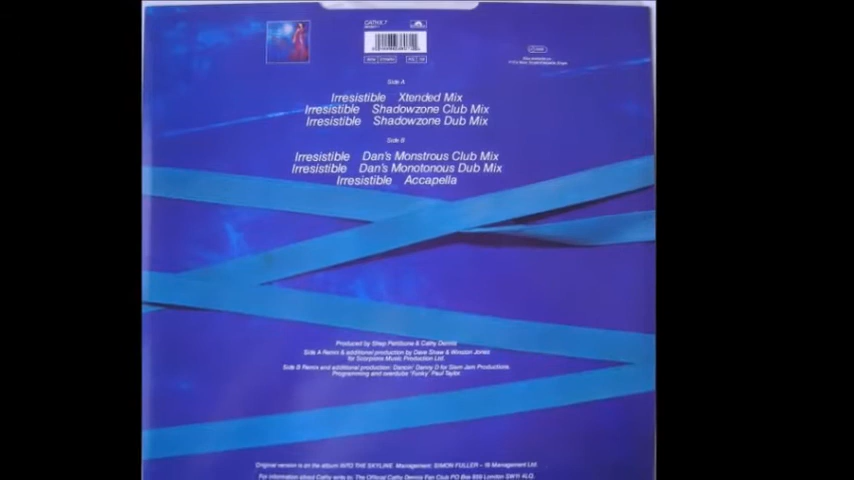 CATHX 7
Side A
Irresistible Xtended Mix
Irresistible Shadowzone Club Mix
Irresistible Shadowzone Dub Mix
Side B
Irresistible Dan's Monstrous Club Mix
Irresistible Dan's Monotonous Dub Mix
Irresistible Accapella
Produced by Shep Pettibone & Cathy Dennis
Side A Remix & additional production by Dave Shaw & Winston Jones
for Scorpions Music Production Ltd.
Side B Remix and additional production: Dancin' Danny D for Slam Jam Productions.
Programming and overdubs "Funky" Paul Taylor.
Original version is on the album INTO THE SKYLINE. Management: SIMON FULLER – 19 Management Ltd.
For information about Cathy write to: The Official Cathy Dennis Fan Club PO Box 959 London SW11 4LQ.